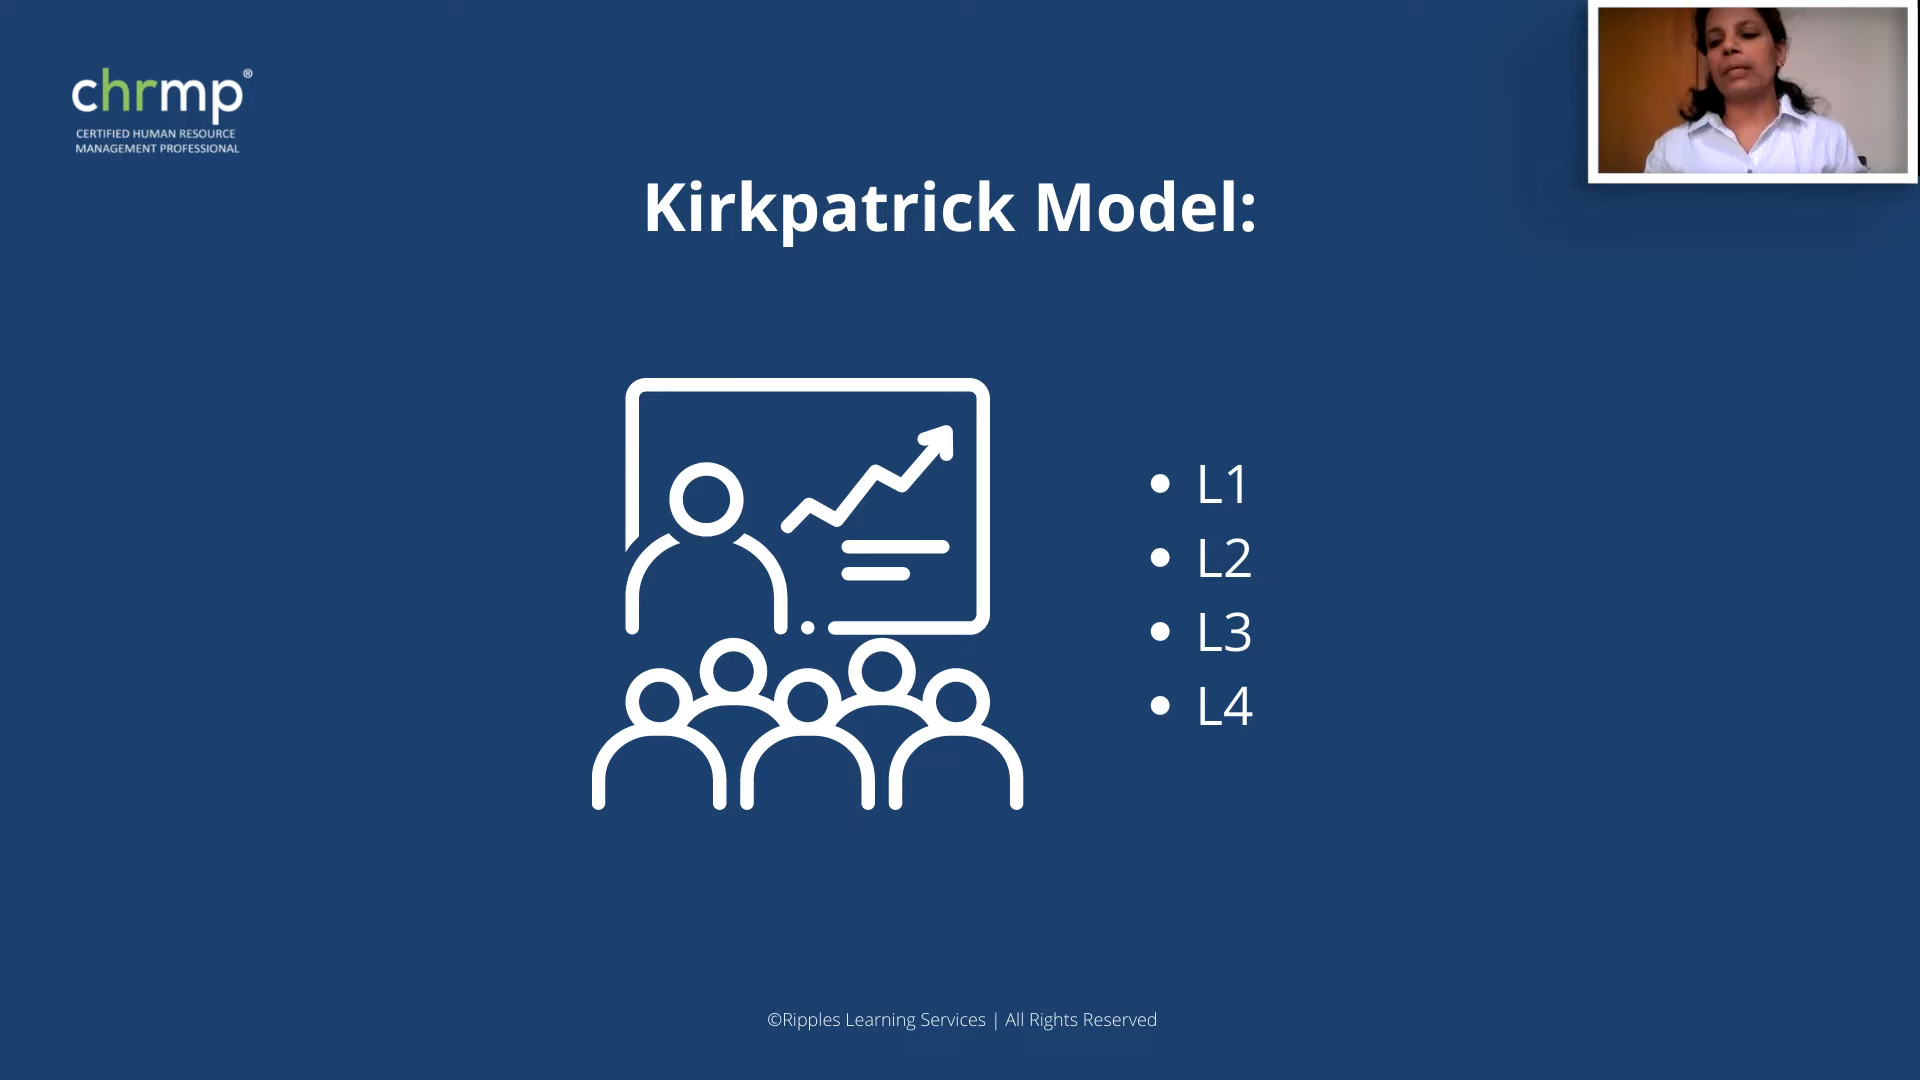 chrmp®
CERTIFIED HUMAN RESOURCE
MANAGEMENT PROFESSIONAL
Kirkpatrick Model:
• L1
• L2
• L3
• L4
©Ripples Learning Services | All Rights Reserved